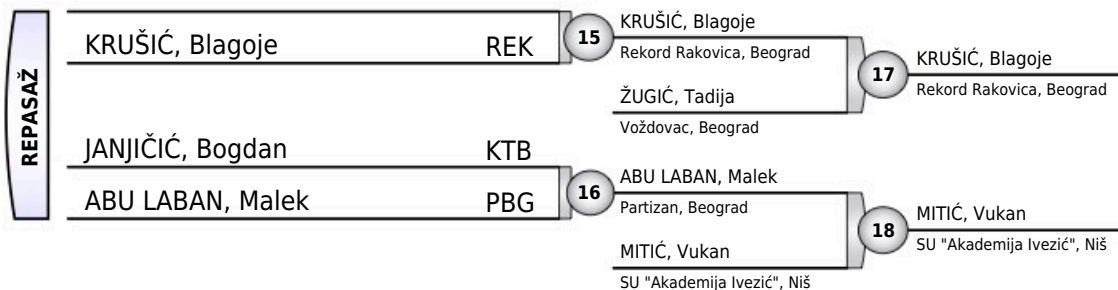 REPASAŽ
KRUŠIĆ, Blagoje REK
JANJIČIĆ, Bogdan KTB
ABU LABAN, Malek PBG
15
KRUŠIĆ, Blagoje
Rekord Rakovica, Beograd
ŽUGIĆ, Tadija
Voždovac, Beograd
16
ABU LABAN, Malek
Partizan, Beograd
MITIĆ, Vukan
SU "Akademija Ivezić", Niš
17
KRUŠIĆ, Blagoje
Rekord Rakovica, Beograd
18
MITIĆ, Vukan
SU "Akademija Ivezić", Niš